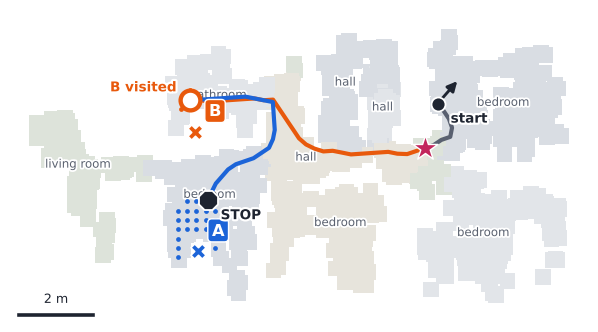 hall
B visited
bathroom
B
hall
bedroom
start
hall
living room
bedroom
STOP
A
bedroom
bedroom
2 m